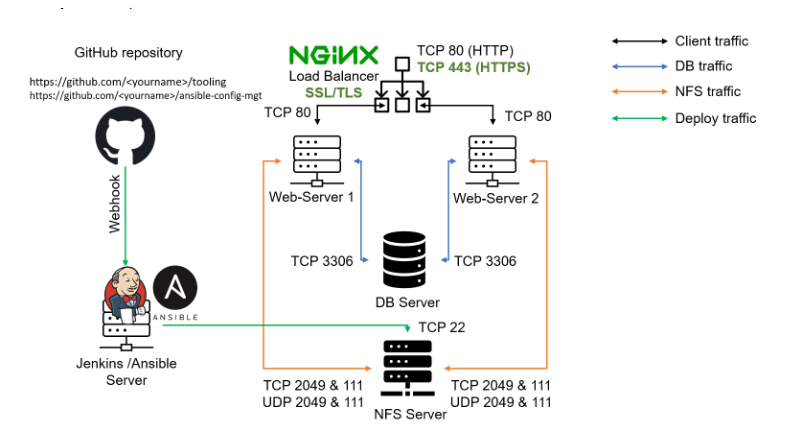 GitHub repository
https://github.com/<yourname>/tooling
https://github.com/<yourname>/ansible-config-mgt
Webhook
ANSIBLE
Jenkins /Ansible
Server
NGINX
Load Balancer
SSL/TLS
TCP 80 (HTTP)
TCP 443 (HTTPS)
TCP 80
TCP 80
Web-Server 1
Web-Server 2
TCP 3306
TCP 3306
DB Server
TCP 22
TCP 2049 & 111
UDP 2049 & 111
TCP 2049 & 111
UDP 2049 & 111
NFS Server
Client traffic
DB traffic
NFS traffic
Deploy traffic